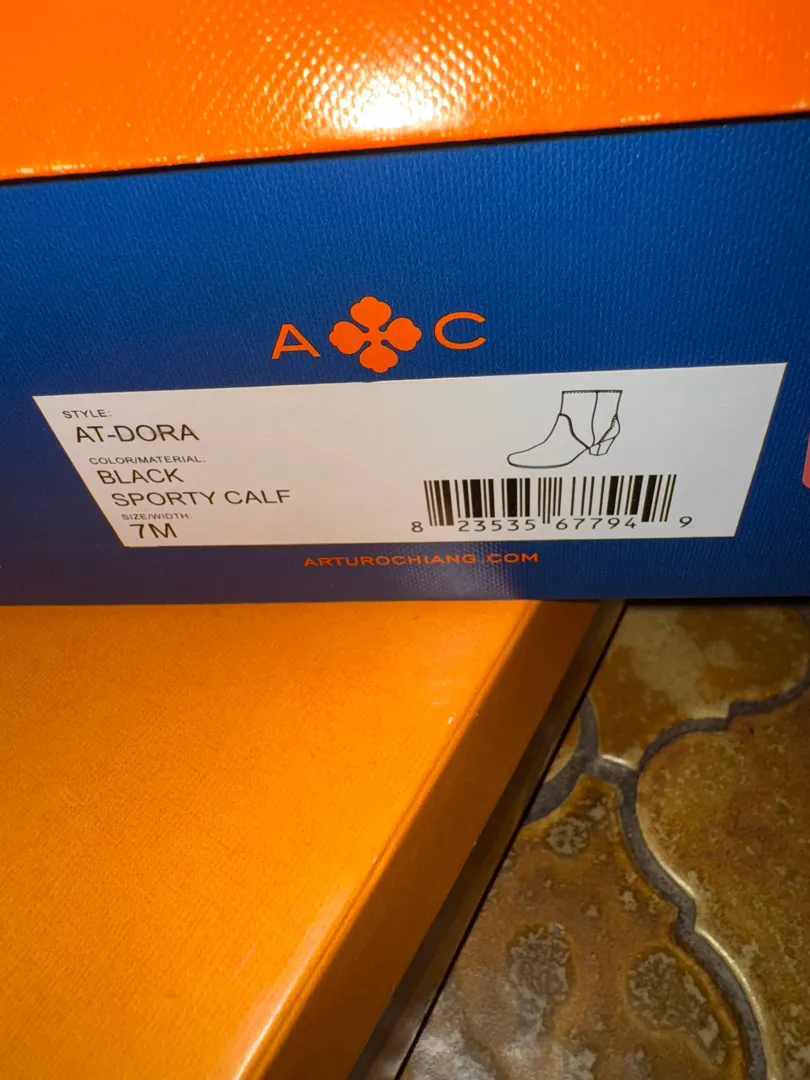 A C
STYLE:
AT-DORA
COLOR/MATERIAL:
BLACK
SPORTY CALF
SIZE/WIDTH:
7M
8 23535 67794 9
ARTUROCHIANG.COM